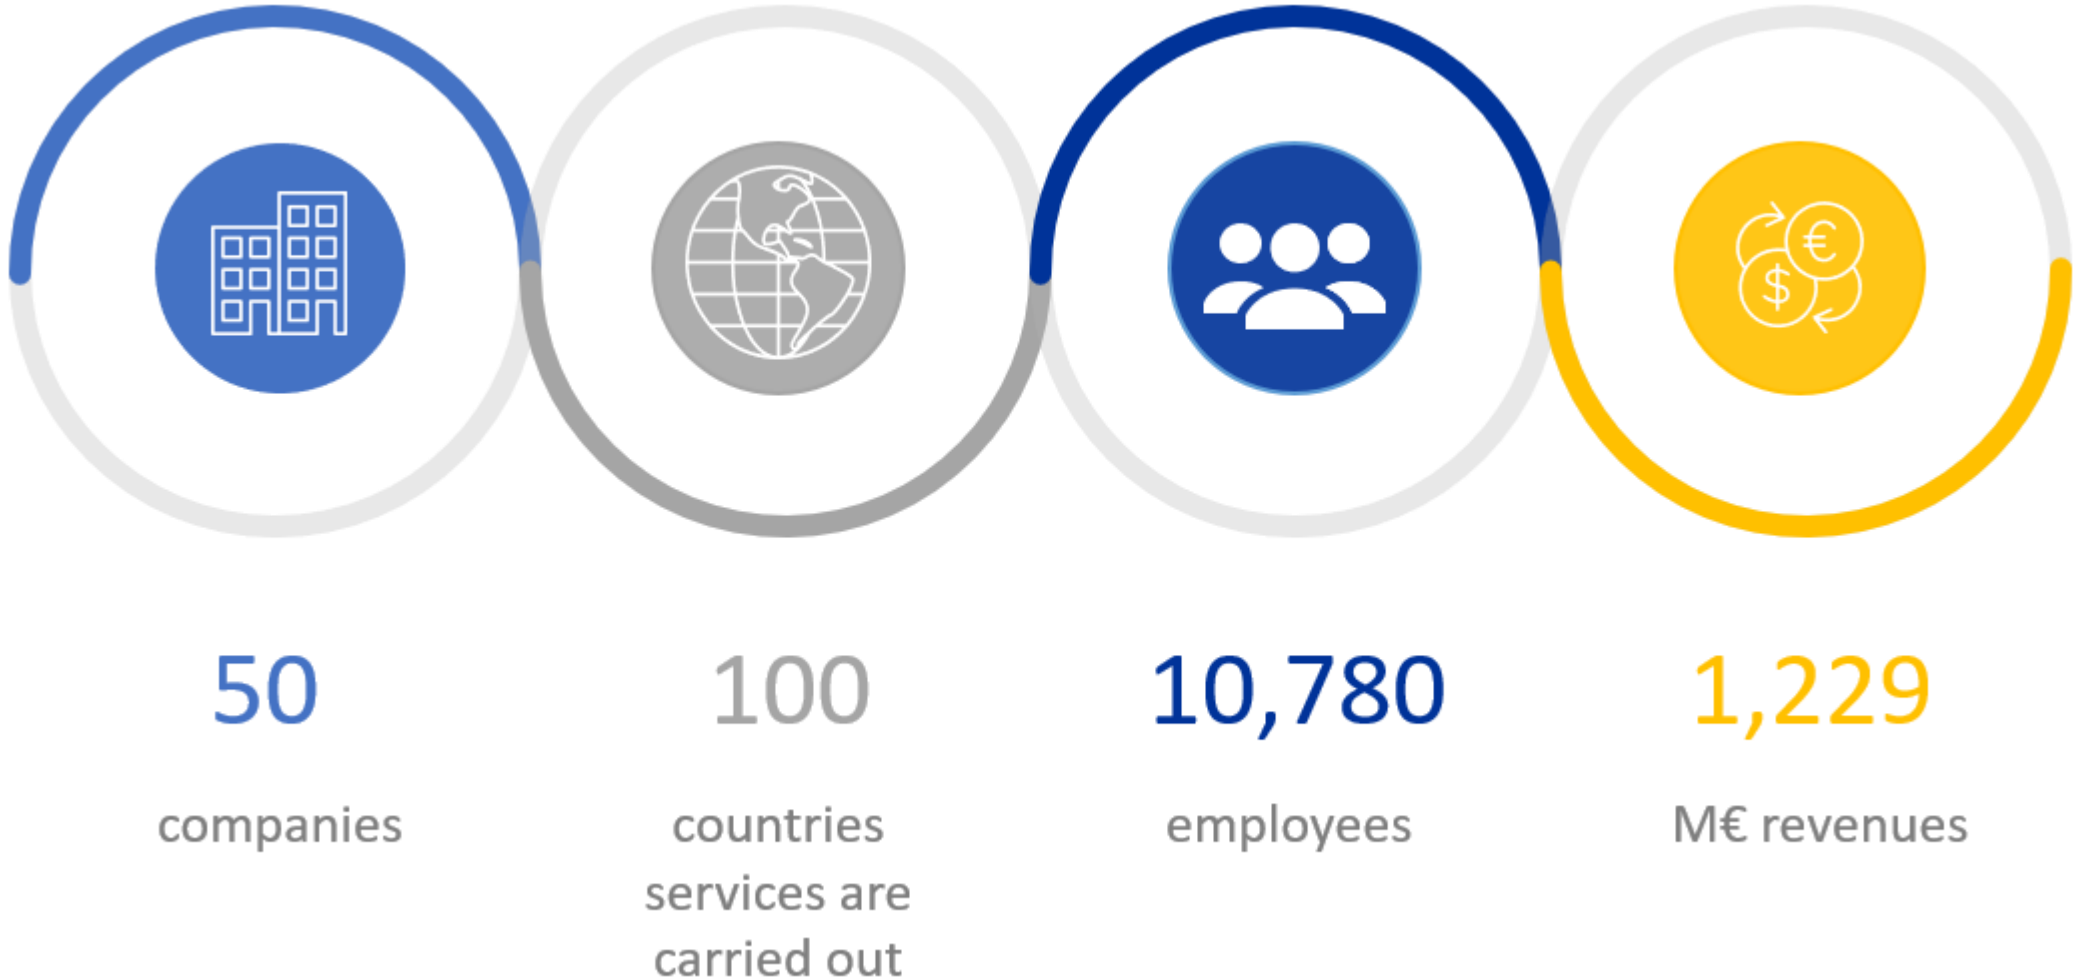 €
$
50
100
10,780
1,229
companies
countries
services are
carried out
employees
M€ revenues